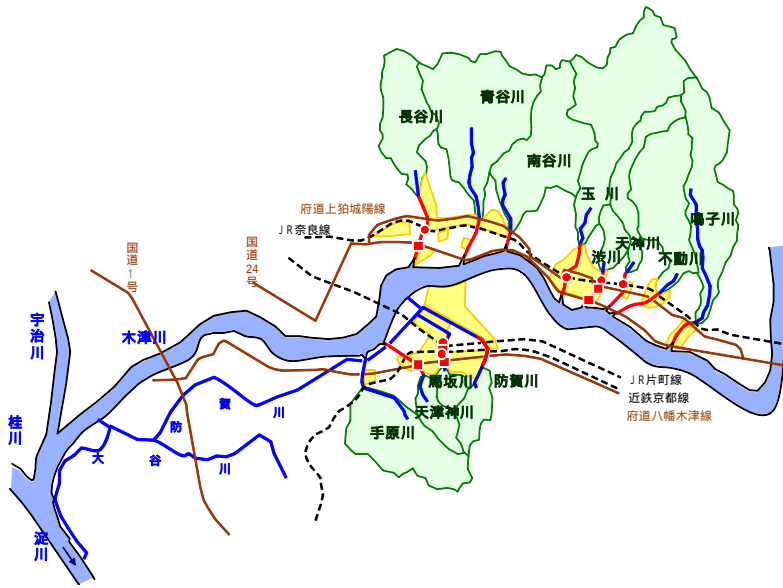 青谷川
長谷川
南谷川
玉 川
府道上狛城陽線
JR奈良線
鳴子川
天神川
渋川
不動川
国道1号
国道24号
宇治川
木津川
桂川
淀川
防賀川
大谷川
馬坂川
防賀川
天津神川
手原川
JR片町線
近鉄京都線
府道八幡木津線